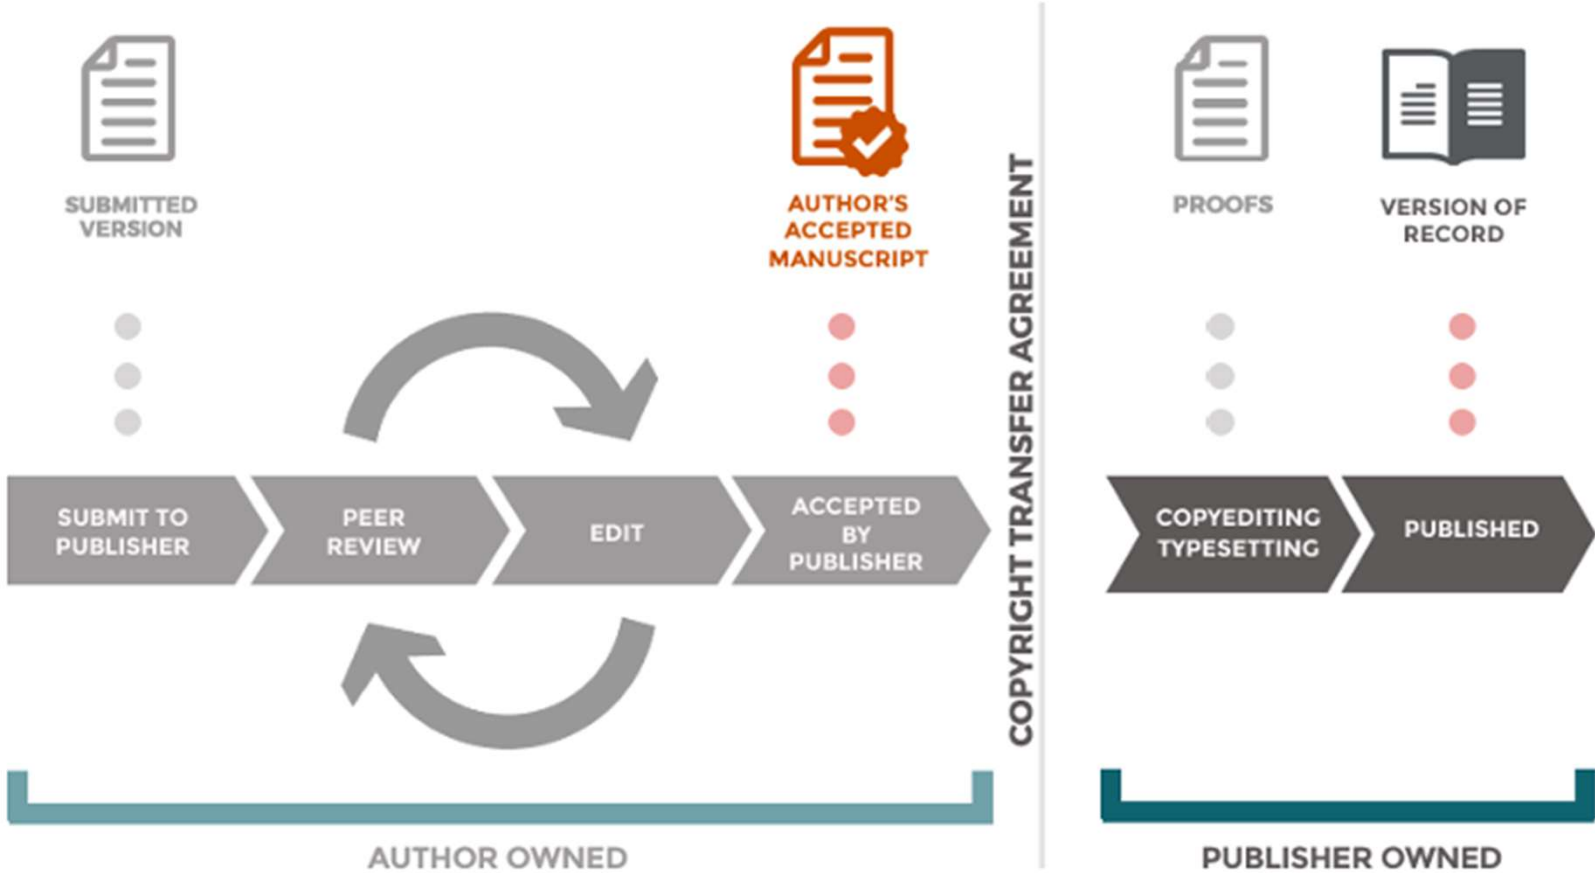 SUBMITTED
VERSION
AUTHOR'S
ACCEPTED
MANUSCRIPT
COPYRIGHT TRANSFER AGREEMENT
PROOFS
VERSION OF
RECORD
SUBMIT TO
PUBLISHER
PEER
REVIEW
EDIT
ACCEPTED
BY
PUBLISHER
COPYEDITING
TYPESETTING
PUBLISHED
AUTHOR OWNED
PUBLISHER OWNED